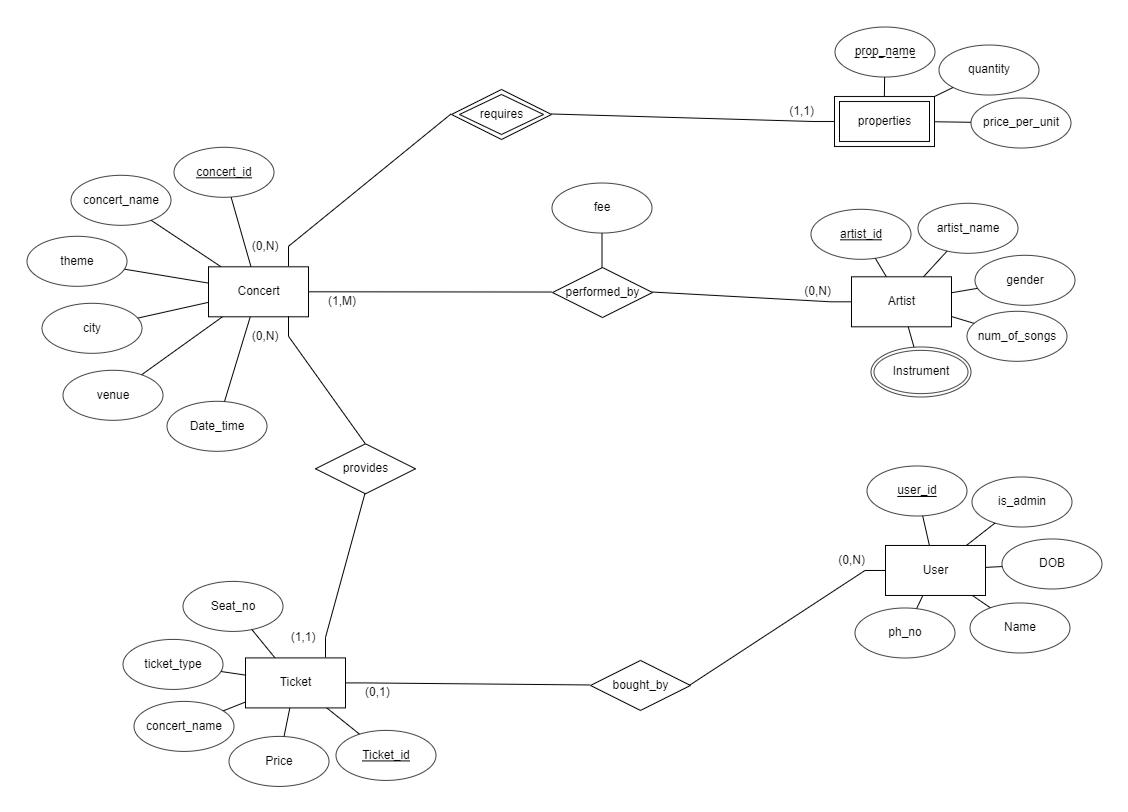 prop_name
quantity
(1,1)
requires
properties
price_per_unit
concert_id
concert_name
fee
artist_id
artist_name
(0,N)
theme
gender
Concert
performed_by
(0,N)
(1,M)
Artist
city
(0,N)
num_of_songs
Instrument
venue
Date_time
provides
user_id
is_admin
(0,N)
User
DOB
Seat_no
(1,1)
ph_no
Name
ticket_type
Ticket
(0,1)
bought_by
concert_name
Price
Ticket_id